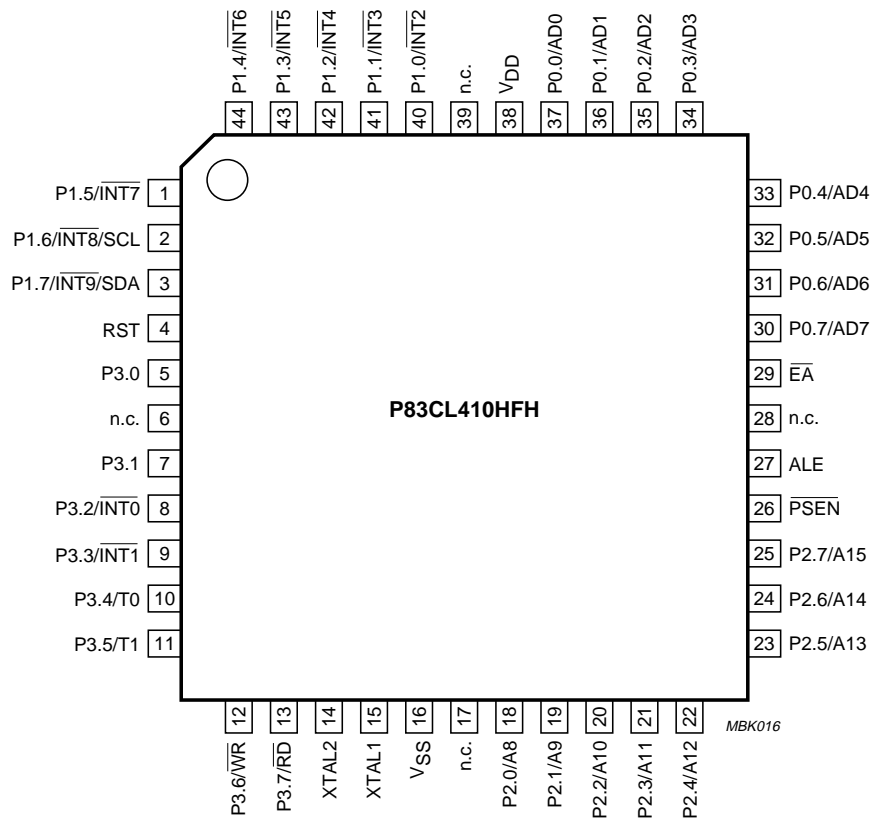 P1.4/INT6
P1.3/INT5
P1.2/INT4
P1.1/INT3
P1.0/INT2
n.c.
VDD
P0.0/AD0
P0.1/AD1
P0.2/AD2
P0.3/AD3
44 43 42 41 40 39 38 37 36 35 34
P1.5/INT7 1
P1.6/INT8/SCL 2
P1.7/INT9/SDA 3
RST 4
P3.0 5
n.c. 6
P3.1 7
P3.2/INT0 8
P3.3/INT1 9
P3.4/T0 10
P3.5/T1 11
P83CL410HFH
33 P0.4/AD4
32 P0.5/AD5
31 P0.6/AD6
30 P0.7/AD7
29 EA
28 n.c.
27 ALE
26 PSEN
25 P2.7/A15
24 P2.6/A14
23 P2.5/A13
12 13 14 15 16 17 18 19 20 21 22
P3.6/WR
P3.7/RD
XTAL2
XTAL1
VSS
n.c.
P2.0/A8
P2.1/A9
P2.2/A10
P2.3/A11
P2.4/A12
MBK016